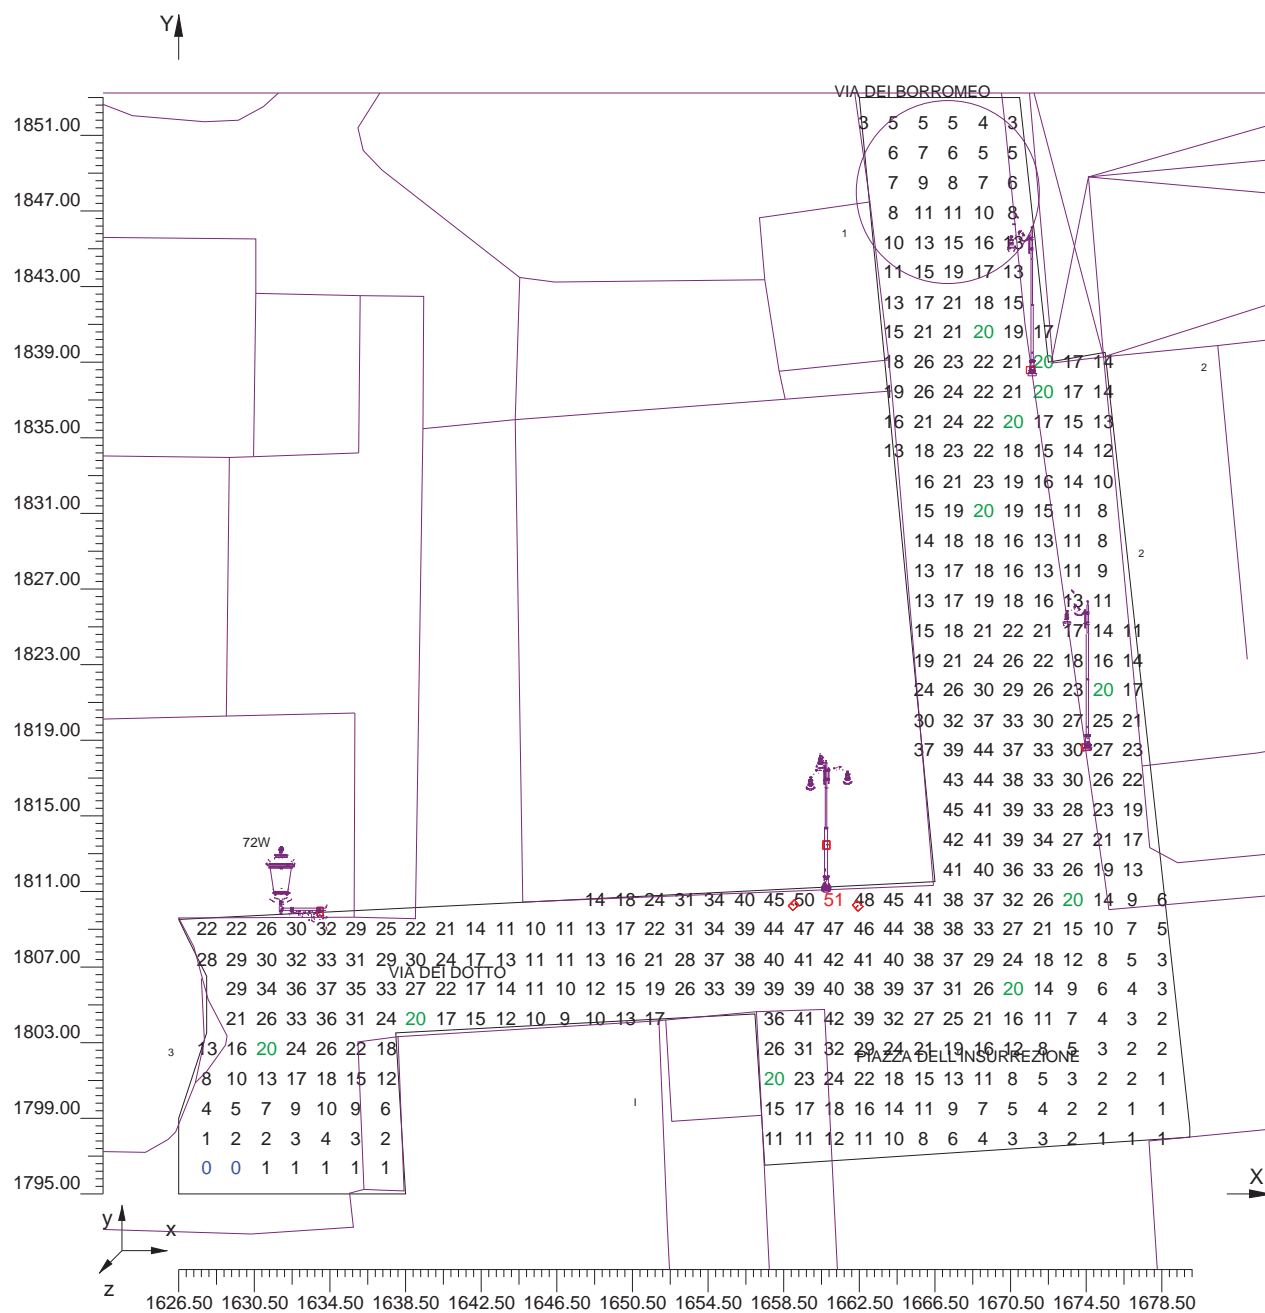 Y
VIA DEI BORROMEO
1851.00 3 5 5 5 4 3
6 7 6 5 5
1847.00 7 9 8 7 6
8 11 11 10 8
1
10 13 15 16 13
1843.00 11 15 19 17 13
13 17 21 18 15
15 21 21 20 19 17
1839.00 18 26 23 22 21 20 17 14
2
19 26 24 22 21 20 17 14
1835.00 16 21 24 22 20 17 15 13
13 18 23 22 18 15 14 12
16 21 23 19 16 14 10
1831.00 15 19 20 19 15 11 8
14 18 18 16 13 11 8
2
1827.00 13 17 18 16 13 11 9
13 17 19 18 16 13 11
15 18 21 22 21 17 14 11
1823.00 19 21 24 26 22 18 16 14
24 26 30 29 26 23 20 17
1819.00 30 32 37 33 30 27 25 21
37 39 44 37 33 30 27 23
43 44 38 33 30 26 22
1815.00 45 41 39 33 28 23 19
72W 42 41 39 34 27 21 17
1811.00 41 40 36 33 26 19 13
14 18 24 31 34 40 45 50 51 48 45 41 38 37 32 26 20 14 9 6
22 22 26 30 32 29 25 22 21 14 11 10 11 13 17 22 31 34 39 44 47 47 46 44 38 38 33 27 21 15 10 7 5
1807.00 28 29 30 32 33 31 29 30 24 17 13 11 11 13 16 21 28 37 38 40 41 42 41 40 38 37 29 24 18 12 8 5 3
VIA DEI DOTTO
29 34 36 37 35 33 27 22 17 14 11 10 12 15 19 26 33 39 39 39 40 38 39 37 31 26 20 14 9 6 4 3
1803.00 21 26 33 36 31 24 20 17 15 12 10 9 10 13 17 36 41 42 39 32 27 25 21 16 11 7 4 3 2
3 13 16 20 24 26 22 18 26 31 32 29 24 21 19 16 12 8 5 3 2 2
PIAZZA DELL'INSURREZIONE
8 10 13 17 18 15 12 20 23 24 22 18 15 13 11 8 5 3 2 2 1
I
1799.00 4 5 7 9 10 9 6 15 17 18 16 14 11 9 7 5 4 2 2 1 1
1 2 2 3 4 3 2 11 11 12 11 10 8 6 4 3 3 2 1 1 1
1795.00 0 0 1 1 1 1 1
X
y
x
z
1626.50 1630.50 1634.50 1638.50 1642.50 1646.50 1650.50 1654.50 1658.50 1662.50 1666.50 1670.50 1674.50 1678.50